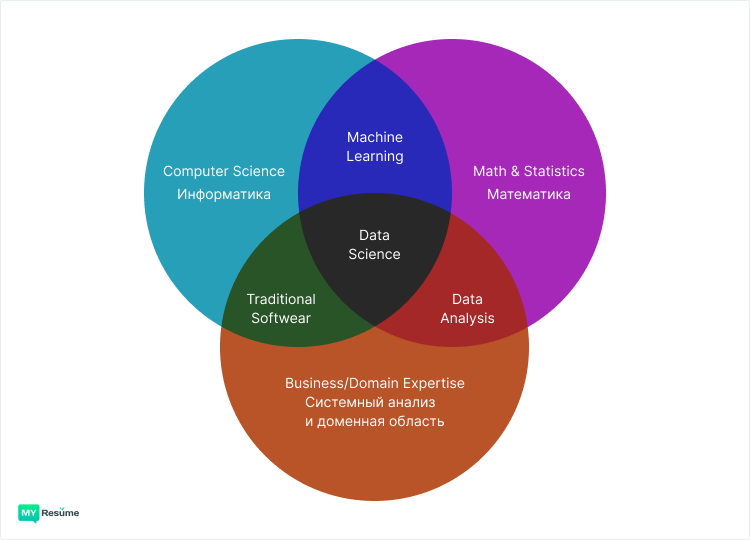 Machine
Learning
Computer Science
Информатика
Math & Statistics
Математика
Data
Science
Traditional
Softwear
Data
Analysis
Business/Domain Expertise
Системный анализ
и доменная область
MY Resŭme